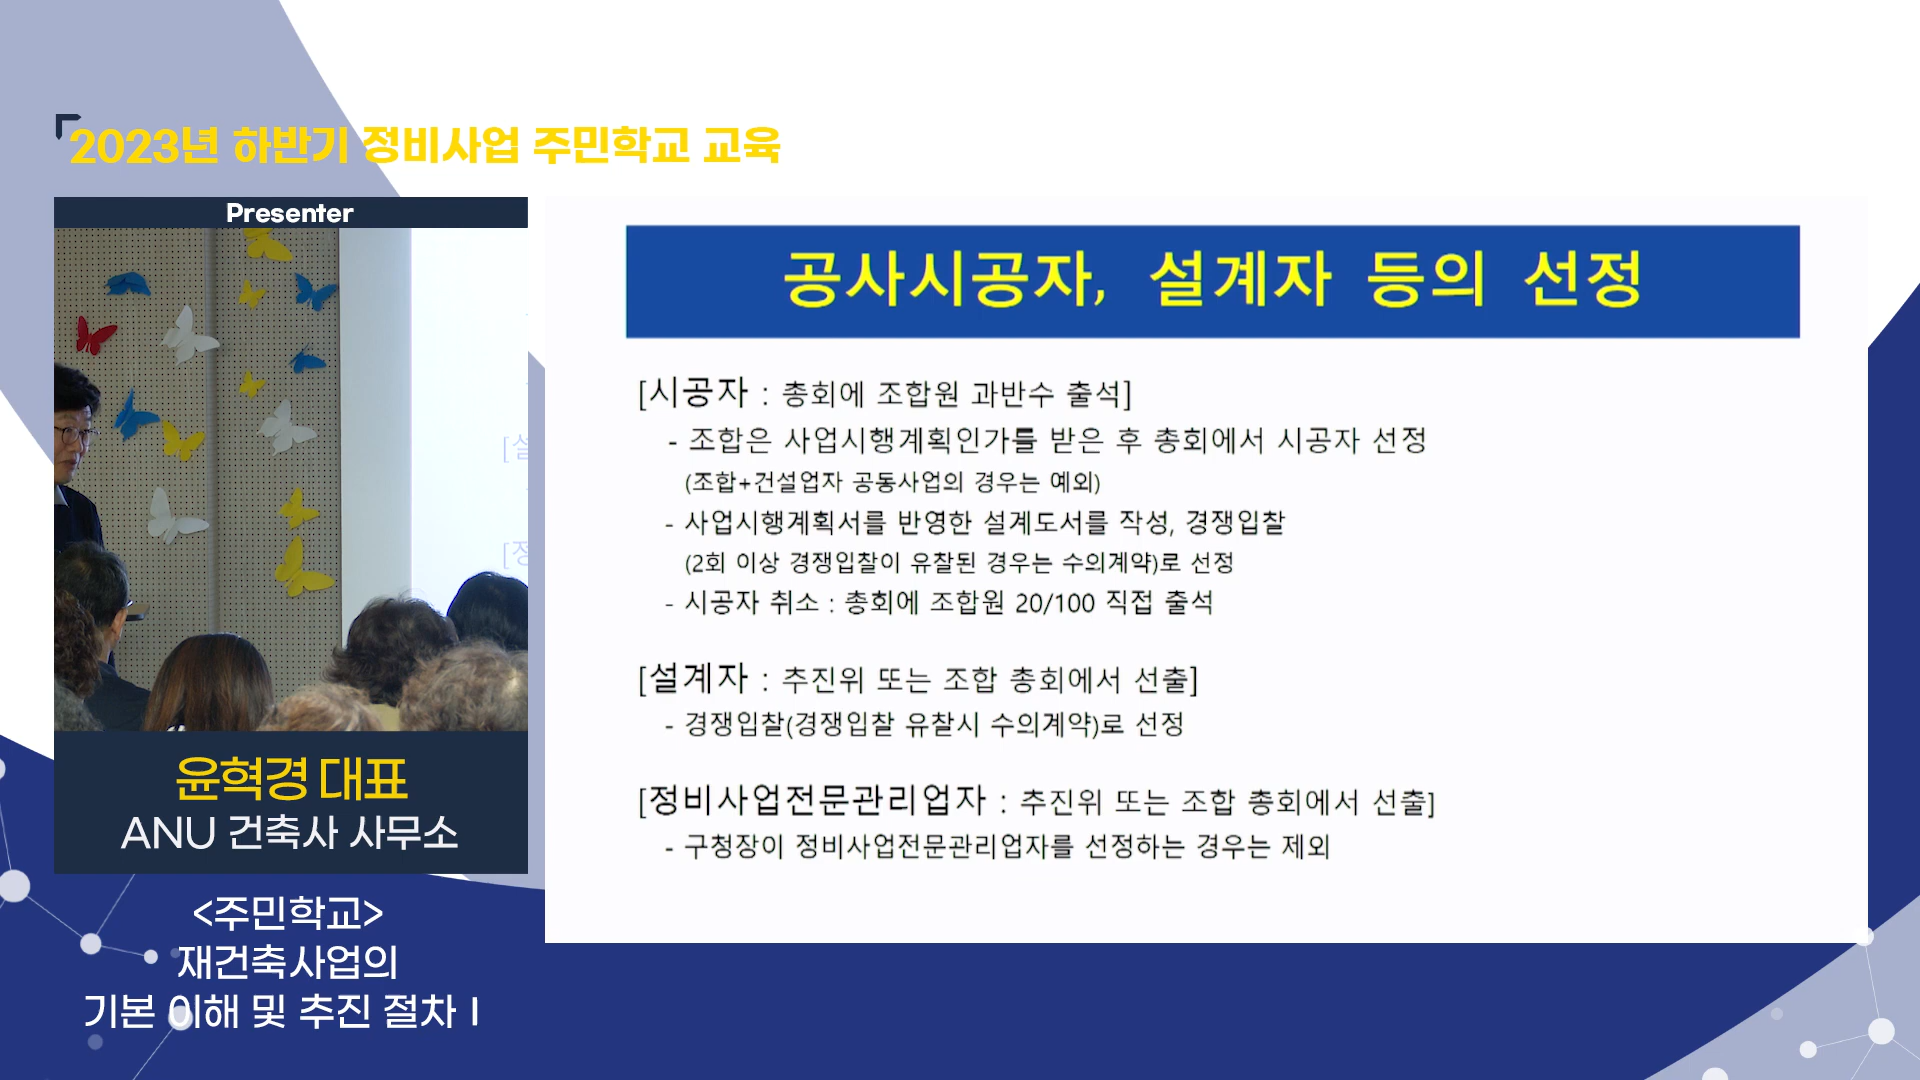 2023년 하반기 정비사업 주민학교 교육
Presenter
윤혁경 대표
ANU 건축사 사무소
<주민학교>
재건축사업의
기본 이해 및 추진 절차 I
공사시공자, 설계자 등의 선정
[시공자 : 총회에 조합원 과반수 출석]
- 조합은 사업시행계획인가를 받은 후 총회에서 시공자 선정
(조합+건설업자 공동사업의 경우는 예외)
- 사업시행계획서를 반영한 설계도서를 작성, 경쟁입찰
(2회 이상 경쟁입찰이 유찰된 경우는 수의계약)로 선정
- 시공자 취소 : 총회에 조합원 20/100 직접 출석
[설계자 : 추진위 또는 조합 총회에서 선출]
- 경쟁입찰(경쟁입찰 유찰시 수의계약)로 선정
[정비사업전문관리업자 : 추진위 또는 조합 총회에서 선출]
- 구청장이 정비사업전문관리업자를 선정하는 경우는 제외